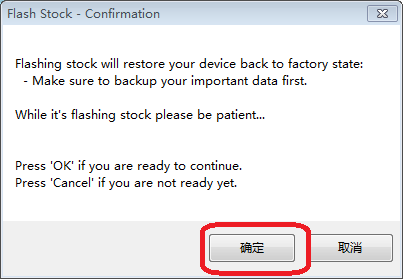 Flash Stock - Confirmation
Flashing stock will restore your device back to factory state:
- Make sure to backup your important data first.
While it's flashing stock please be patient...
Press 'OK' if you are ready to continue.
Press 'Cancel' if you are not ready yet.
确定 取消